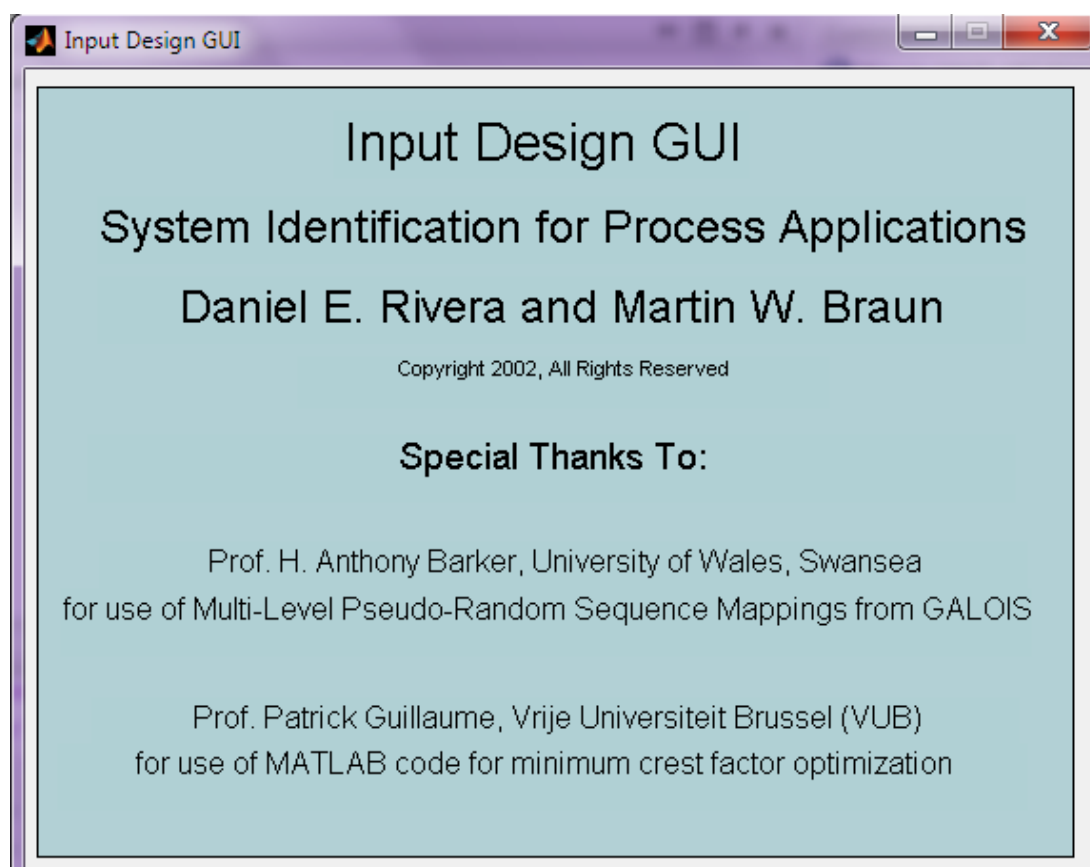 Input Design GUI
Input Design GUI
System Identification for Process Applications
Daniel E. Rivera and Martin W. Braun
Copyright 2002, All Rights Reserved
Special Thanks To:
Prof. H. Anthony Barker, University of Wales, Swansea
for use of Multi-Level Pseudo-Random Sequence Mappings from GALOIS
Prof. Patrick Guillaume, Vrije Universiteit Brussel (VUB)
for use of MATLAB code for minimum crest factor optimization